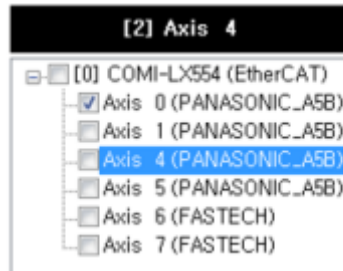 [2] Axis 4
[0] COMI-LX554 (EtherCAT)
Axis 0 (PANASONIC_A5B)
Axis 1 (PANASONIC_A5B)
Axis 4 (PANASONIC_A5B)
Axis 5 (PANASONIC_A5B)
Axis 6 (FASTECH)
Axis 7 (FASTECH)